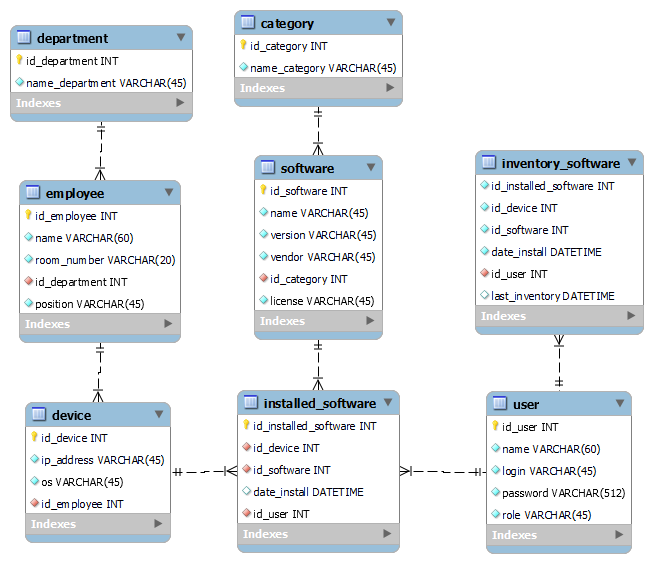 department
id_department INT
name_department VARCHAR(45)
Indexes
category
id_category INT
name_category VARCHAR(45)
Indexes
employee
id_employee INT
name VARCHAR(60)
room_number VARCHAR(20)
id_department INT
position VARCHAR(45)
Indexes
software
id_software INT
name VARCHAR(45)
version VARCHAR(45)
vendor VARCHAR(45)
id_category INT
license VARCHAR(45)
Indexes
inventory_software
id_installed_software INT
id_device INT
id_software INT
date_install DATETIME
id_user INT
last_inventory DATETIME
Indexes
device
id_device INT
ip_address VARCHAR(45)
os VARCHAR(45)
id_employee INT
Indexes
installed_software
id_installed_software INT
id_device INT
id_software INT
date_install DATETIME
id_user INT
Indexes
user
id_user INT
name VARCHAR(60)
login VARCHAR(45)
password VARCHAR(512)
role VARCHAR(45)
Indexes